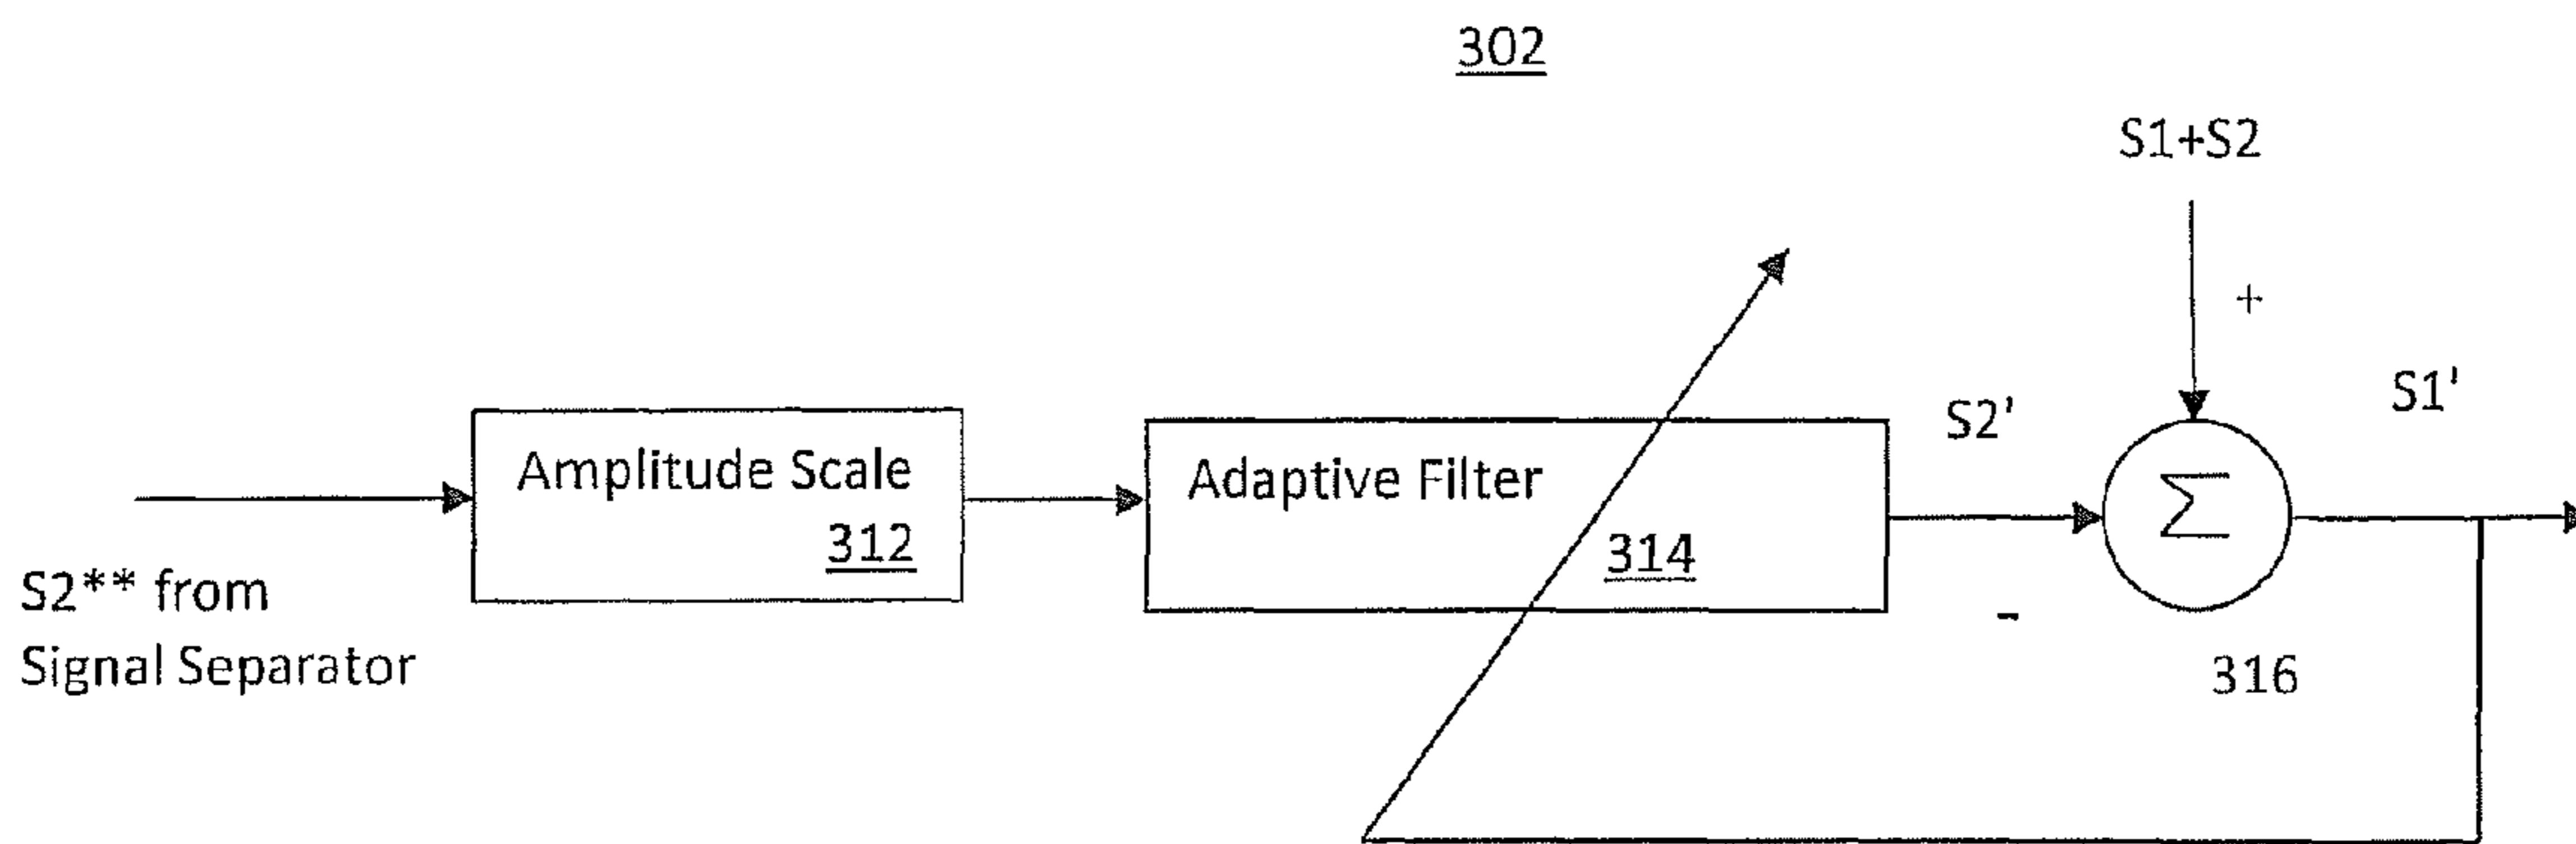 302
S1+S2
+
S1'
S2'
Amplitude Scale
312
Adaptive Filter
314
Σ
-
316
S2** from
Signal Separator